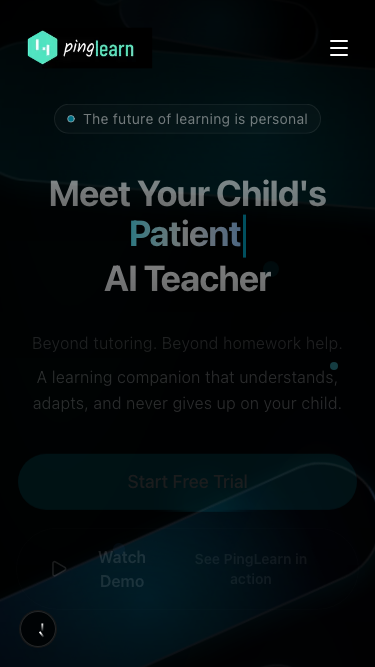 pinglearn
The future of learning is personal
Meet Your Child's
Patient
AI Teacher
Beyond tutoring. Beyond homework help.
A learning companion that understands,
adapts, and never gives up on your child.
Start Free Trial
Watch
Demo
See PingLearn in
action